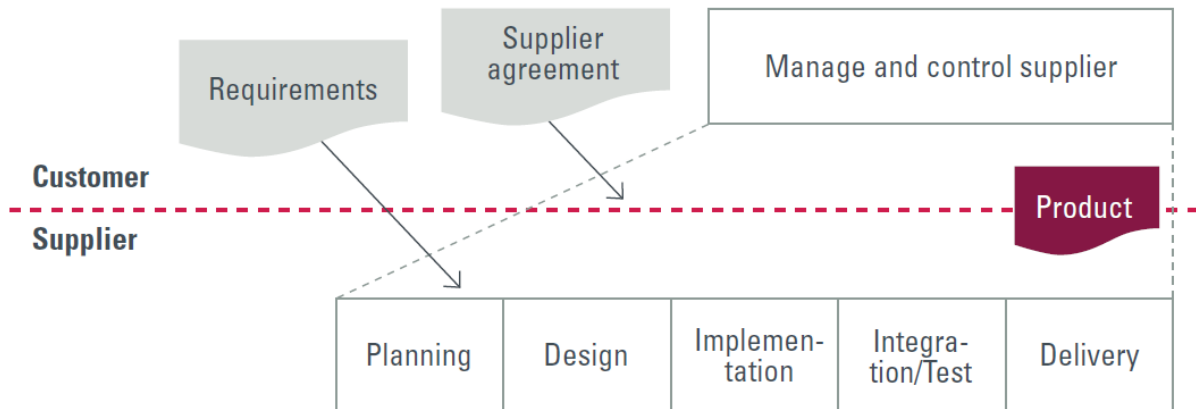 Requirements
Supplier
agreement
Manage and control supplier
Customer
Supplier
Product
Planning
Design
Implemen-
tation
Integra-
tion/Test
Delivery